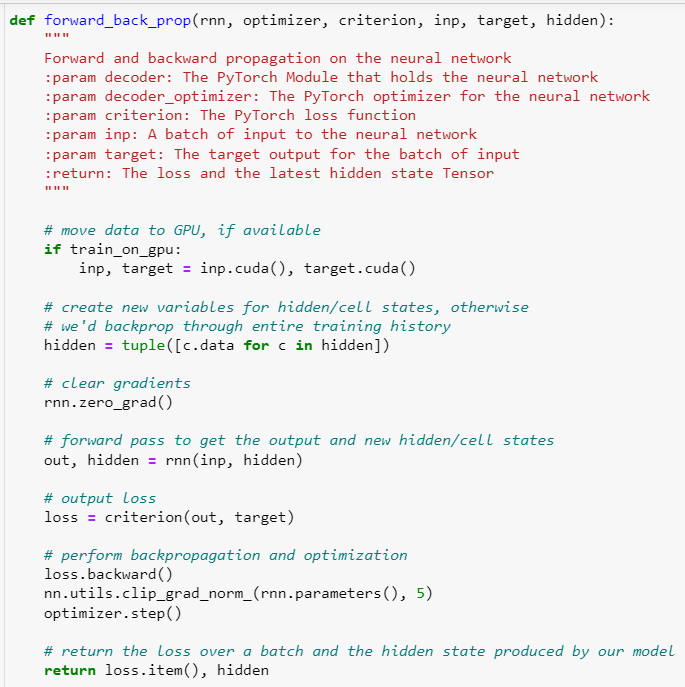 def forward_back_prop(rnn, optimizer, criterion, inp, target, hidden):
    """
    Forward and backward propagation on the neural network
    :param decoder: The PyTorch Module that holds the neural network
    :param decoder_optimizer: The PyTorch optimizer for the neural network
    :param criterion: The PyTorch loss function
    :param inp: A batch of input to the neural network
    :param target: The target output for the batch of input
    :return: The loss and the latest hidden state Tensor
    """
    # move data to GPU, if available
    if train_on_gpu:
        inp, target = inp.cuda(), target.cuda()
    # create new variables for hidden/cell states, otherwise
    # we'd backprop through entire training history
    hidden = tuple([c.data for c in hidden])
    # clear gradients
    rnn.zero_grad()
    # forward pass to get the output and new hidden/cell states
    out, hidden = rnn(inp, hidden)
    # output loss
    loss = criterion(out, target)
    # perform backpropagation and optimization
    loss.backward()
    nn.utils.clip_grad_norm_(rnn.parameters(), 5)
    optimizer.step()
    # return the loss over a batch and the hidden state produced by our model
    return loss.item(), hidden